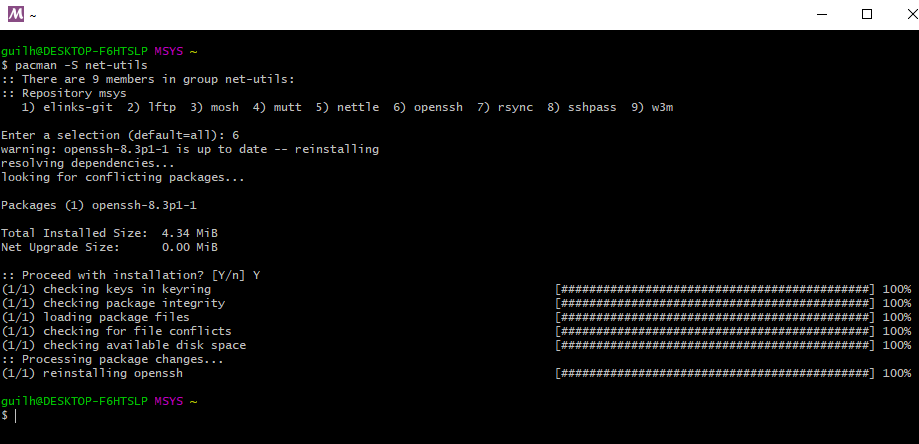 M ~
guilh@DESKTOP-F6HTSLP MSYS ~
$ pacman -S net-utils
:: There are 9 members in group net-utils:
:: Repository msys
   1) elinks-git  2) lftp  3) mosh  4) mutt  5) nettle  6) openssh  7) rsync  8) sshpass  9) w3m
Enter a selection (default=all): 6
warning: openssh-8.3p1-1 is up to date -- reinstalling
resolving dependencies...
looking for conflicting packages...
Packages (1) openssh-8.3p1-1
Total Installed Size:  4.34 MiB
Net Upgrade Size:      0.00 MiB
:: Proceed with installation? [Y/n] Y
(1/1) checking keys in keyring [############################################] 100%
(1/1) checking package integrity [############################################] 100%
(1/1) loading package files [############################################] 100%
(1/1) checking for file conflicts [############################################] 100%
(1/1) checking available disk space [############################################] 100%
:: Processing package changes...
(1/1) reinstalling openssh [############################################] 100%
guilh@DESKTOP-F6HTSLP MSYS ~
$